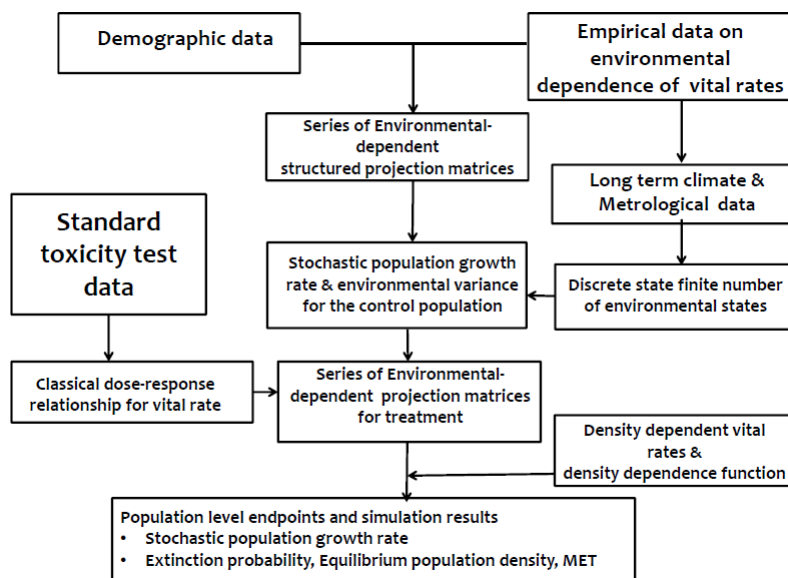 Demographic data
Empirical data on
environmental
dependence of vital rates
Series of Environmental-
dependent
structured projection matrices
Long term climate &
Metrological data
Standard
toxicity test
data
Stochastic population growth
rate & environmental variance
for the control population
Discrete state finite number
of environmental states
Classical dose-response
relationship for vital rate
Series of Environmental-
dependent projection matrices
for treatment
Density dependent vital
rates &
density dependence function
Population level endpoints and simulation results
• Stochastic population growth rate
• Extinction probability, Equilibrium population density, MET